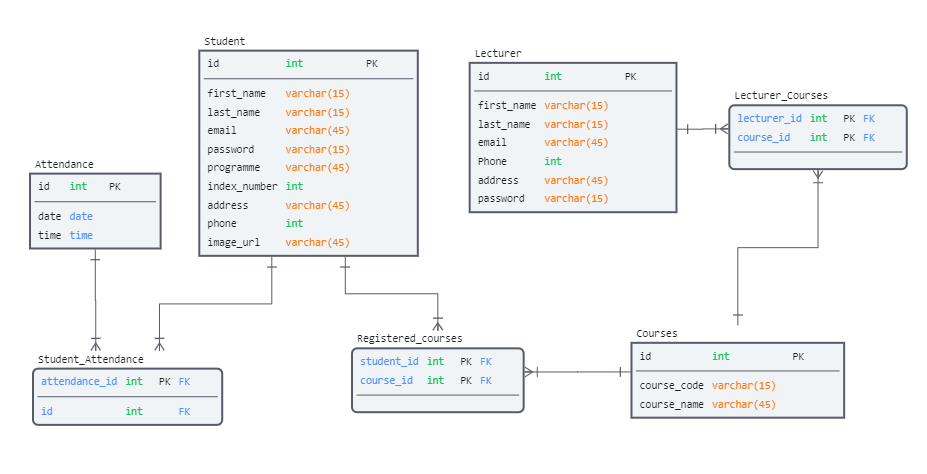 Student
id int PK
first_name varchar(15)
last_name varchar(15)
email varchar(45)
password varchar(15)
programme varchar(45)
index_number int
address varchar(45)
phone int
image_url varchar(45)
Lecturer
id int PK
first_name varchar(15)
last_name varchar(15)
email varchar(45)
Phone int
address varchar(45)
password varchar(15)
Lecturer_Courses
lecturer_id int PK FK
course_id int PK FK
Attendance
id int PK
date date
time time
Student_Attendance
attendance_id int PK FK
id int FK
Registered_courses
student_id int PK FK
course_id int PK FK
Courses
id int PK
course_code varchar(15)
course_name varchar(45)